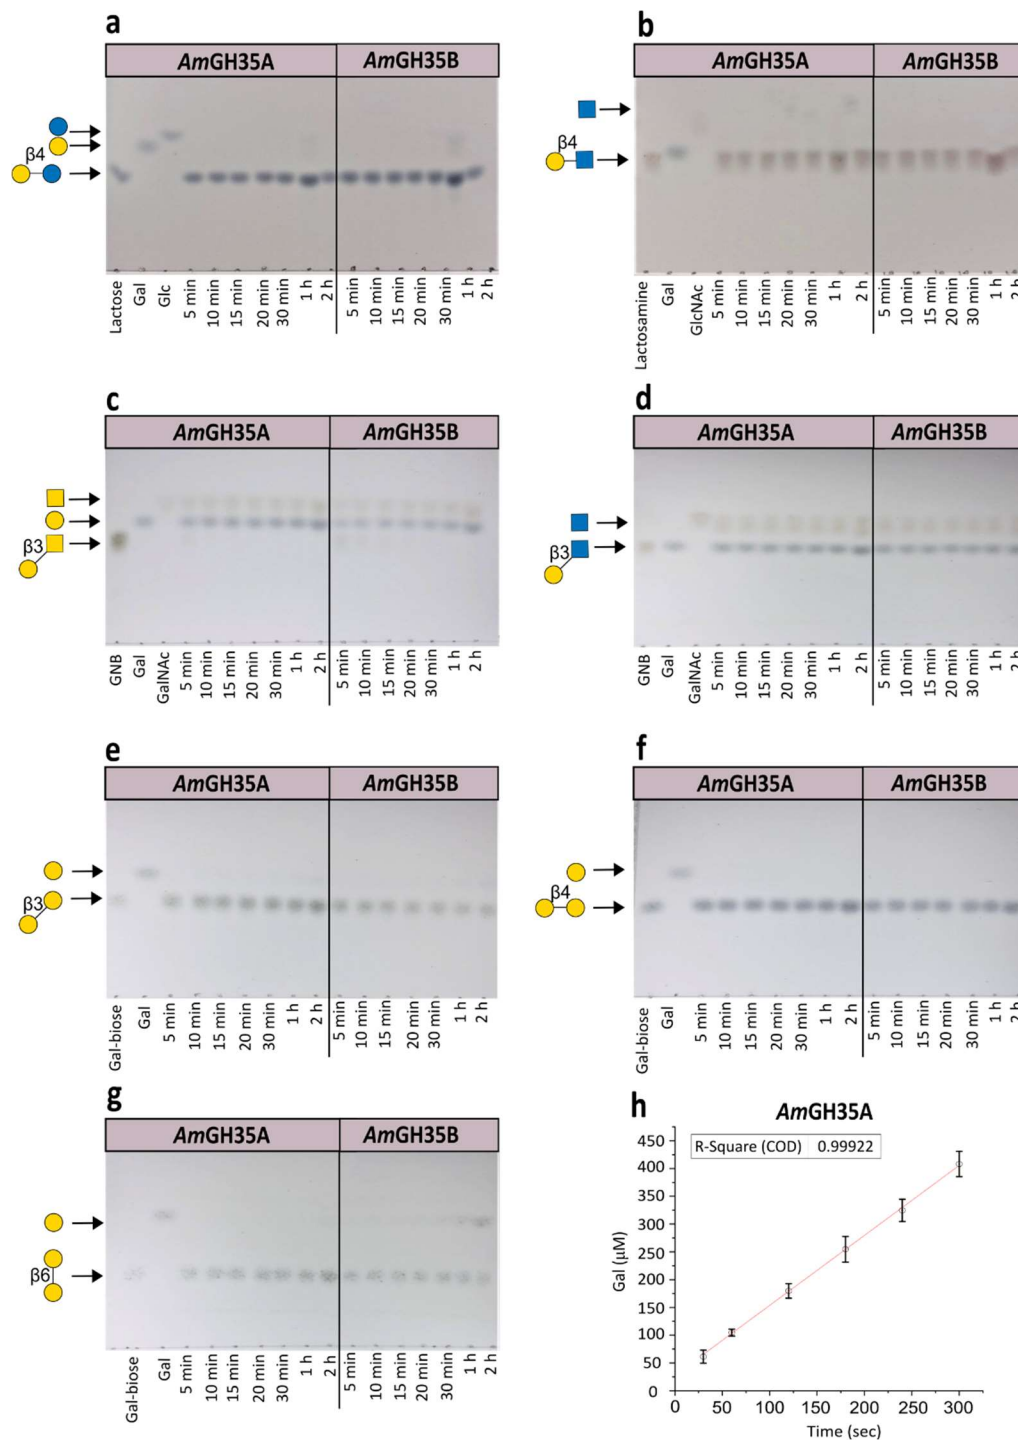 a
AmGH35A AmGH35B
β4
Lactose Gal Glc 5 min 10 min 15 min 20 min 30 min 1 h 2 h 5 min 10 min 15 min 20 min 30 min 1 h 2 h
b
AmGH35A AmGH35B
β4
Lactosamine Gal GlcNAc 5 min 10 min 15 min 20 min 30 min 1 h 2 h 5 min 10 min 15 min 20 min 30 min 1 h 2 h
c
AmGH35A AmGH35B
β3
GNB Gal GalNAc 5 min 10 min 15 min 20 min 30 min 1 h 2 h 5 min 10 min 15 min 20 min 30 min 1 h 2 h
d
AmGH35A AmGH35B
β3
GNB Gal GalNAc 5 min 10 min 15 min 20 min 30 min 1 h 2 h 5 min 10 min 15 min 20 min 30 min 1 h 2 h
e
AmGH35A AmGH35B
β3
Gal-biose Gal 5 min 10 min 15 min 20 min 30 min 1 h 2 h 5 min 10 min 15 min 20 min 30 min 1 h 2 h
f
AmGH35A AmGH35B
β4
Gal-biose Gal 5 min 10 min 15 min 20 min 30 min 1 h 2 h 5 min 10 min 15 min 20 min 30 min 1 h 2 h
g
AmGH35A AmGH35B
β6
Gal-biose Gal 5 min 10 min 15 min 20 min 30 min 1 h 2 h 5 min 10 min 15 min 20 min 30 min 1 h 2 h
h
AmGH35A
R-Square (COD) 0.99922
Gal (μM)
450
400
350
300
250
200
150
100
50
0
0 50 100 150 200 250 300
Time (sec)